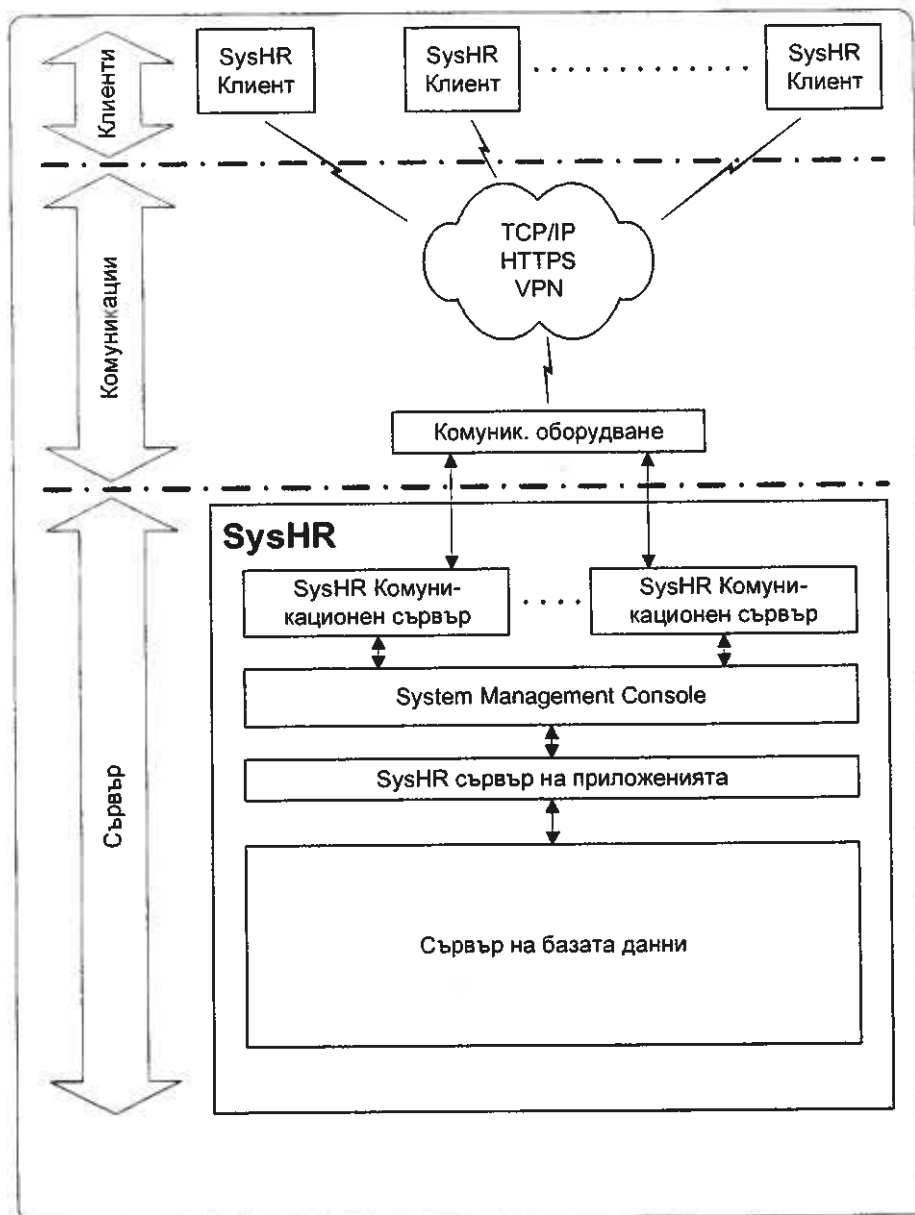 Клиенти
SysHR
Клиент
SysHR
Клиент
SysHR
Клиент
Комуникации
TCP/IP
HTTPS
VPN
Комуник. оборудване
Сървър
SysHR
SysHR Комуни-
кационен сървър
SysHR Комуни-
кационен сървър
System Management Console
SysHR сървър на приложенията
Сървър на базата данни